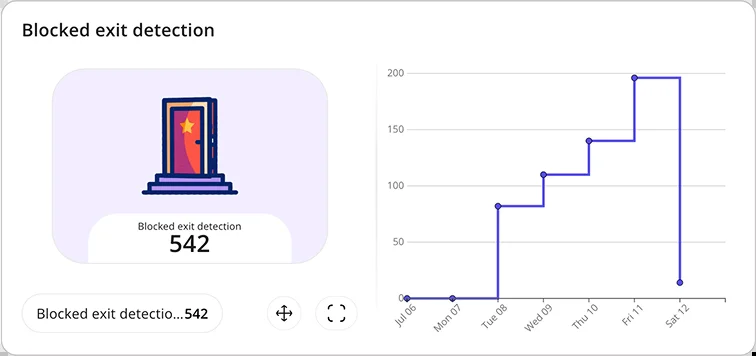 Blocked exit detection
Blocked exit detection
542
Blocked exit detectio...542
200
150
100
50
0
Jul 06
Mon 07
Tue 08
Wed 09
Thu 10
Fri 11
Sat 12